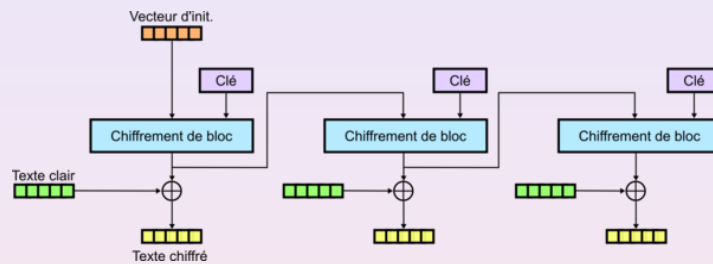 Vecteur d'init.
Clé
Clé
Clé
Chiffrement de bloc
Chiffrement de bloc
Chiffrement de bloc
Texte clair
Texte chiffré